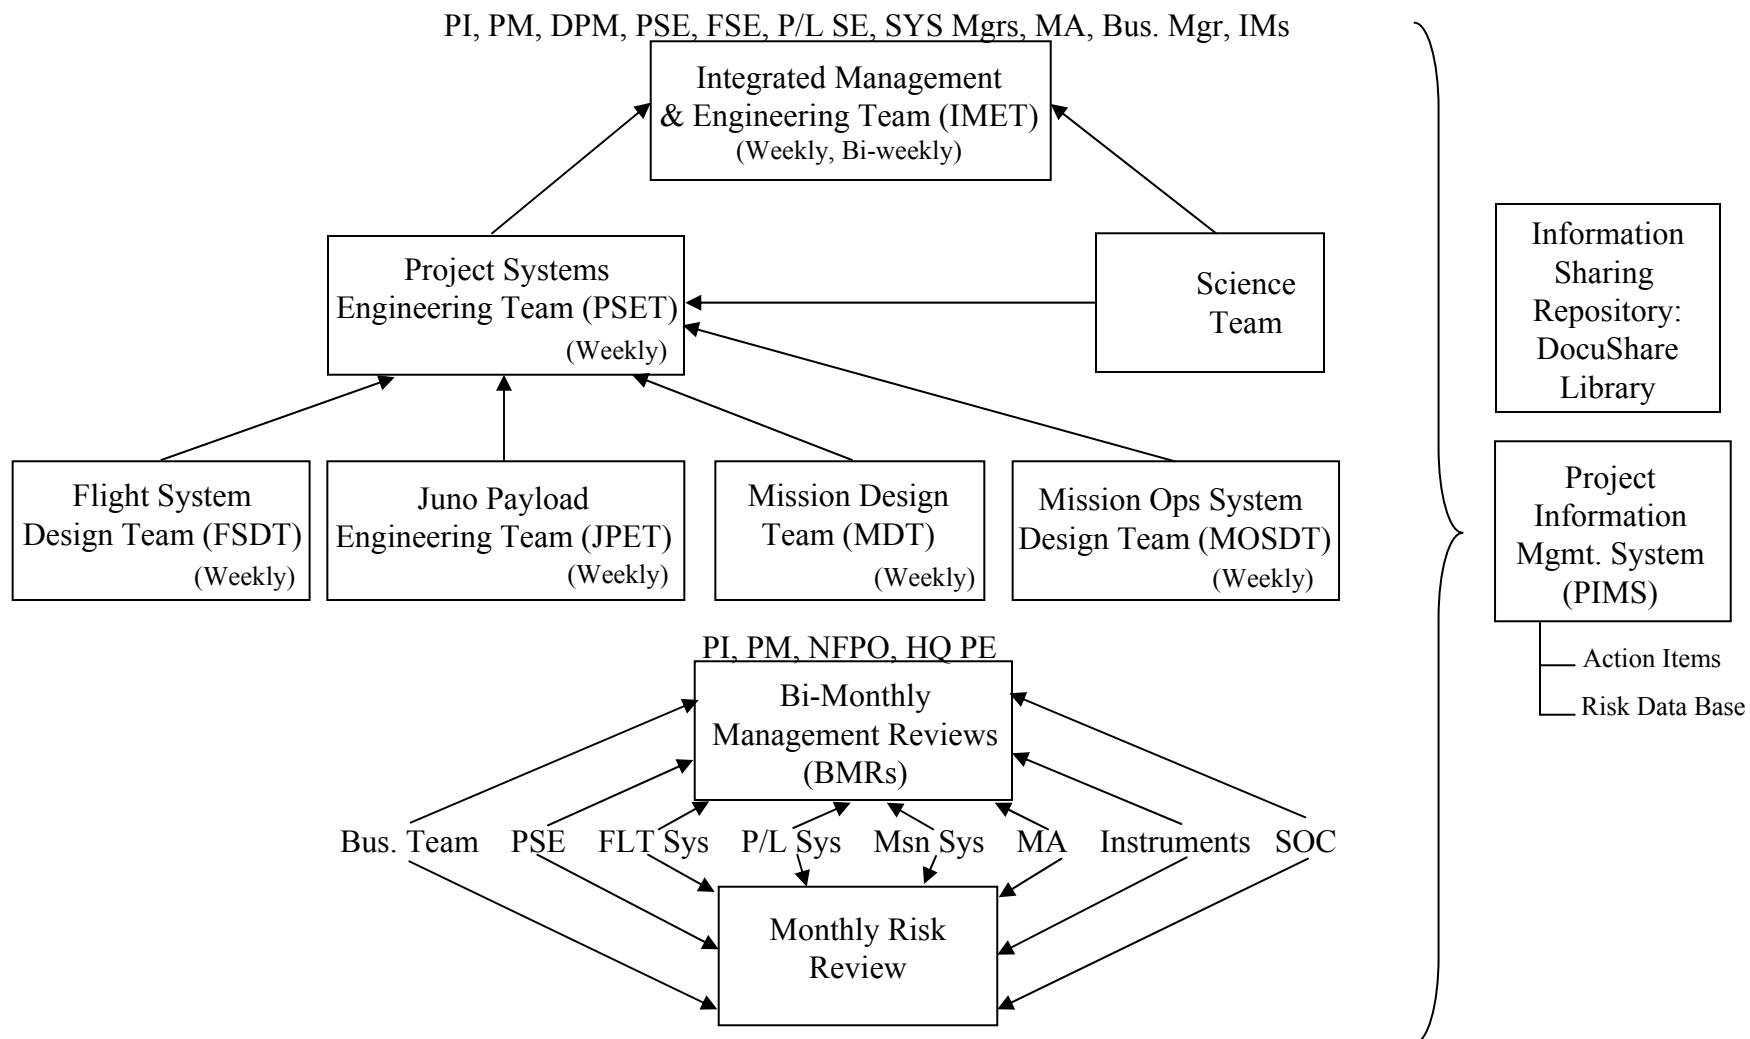 PI, PM, DPM, PSE, FSE, P/L SE, SYS Mgrs, MA, Bus. Mgr, IMs
Integrated Management
& Engineering Team (IMET)
(Weekly, Bi-weekly)
Project Systems
Engineering Team (PSET)
(Weekly)
Science
Team
Flight System
Design Team (FSDT)
(Weekly)
Juno Payload
Engineering Team (JPET)
(Weekly)
Mission Design
Team (MDT)
(Weekly)
Mission Ops System
Design Team (MOSDT)
(Weekly)
PI, PM, NFPO, HQ PE
Bi-Monthly
Management Reviews
(BMRs)
Bus. Team PSE FLT Sys P/L Sys Msn Sys MA Instruments SOC
Monthly Risk
Review
Information
Sharing
Repository:
DocuShare
Library
Project
Information
Mgmt. System
(PIMS)
Action Items
Risk Data Base